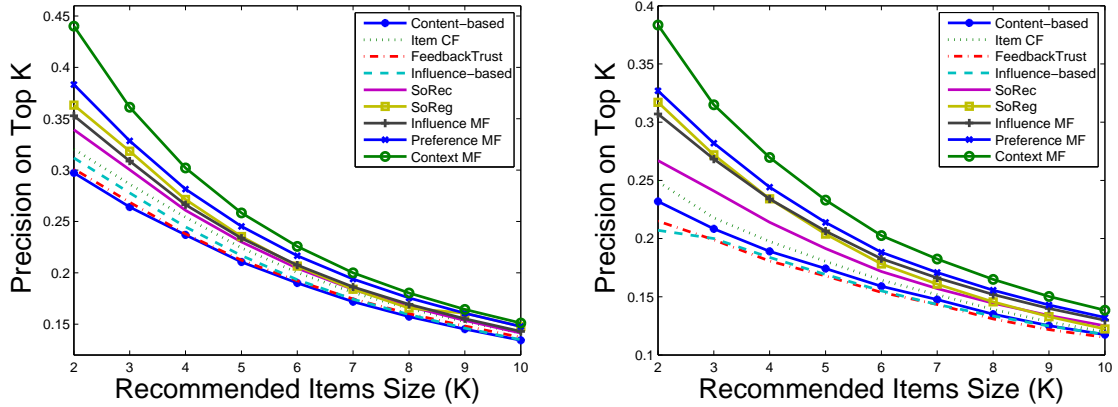 0.45
0.4
0.35
0.3
0.25
0.2
0.15
2 3 4 5 6 7 8 9 10
Precision on Top K
Recommended Items Size (K)
Content−based
Item CF
FeedbackTrust
Influence−based
SoRec
SoReg
Influence MF
Preference MF
Context MF
0.4
0.35
0.3
0.25
0.2
0.15
0.1
2 3 4 5 6 7 8 9 10
Precision on Top K
Recommended Items Size (K)
Content−based
Item CF
FeedbackTrust
Influence−based
SoRec
SoReg
Influence MF
Preference MF
Context MF